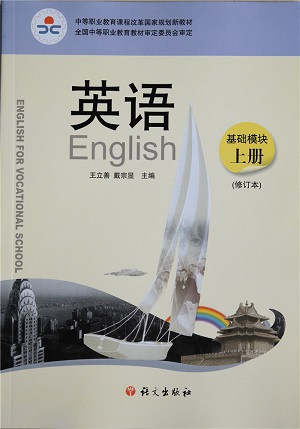 中等职业教育课程改革国家规划新教材
全国中等职业教育教材审定委员会审定
英语
English
ENGLISH FOR VOCATIONAL SCHOOL
基础模块
上册
(修订本)
王立善 戴宗显 主编
语文出版社